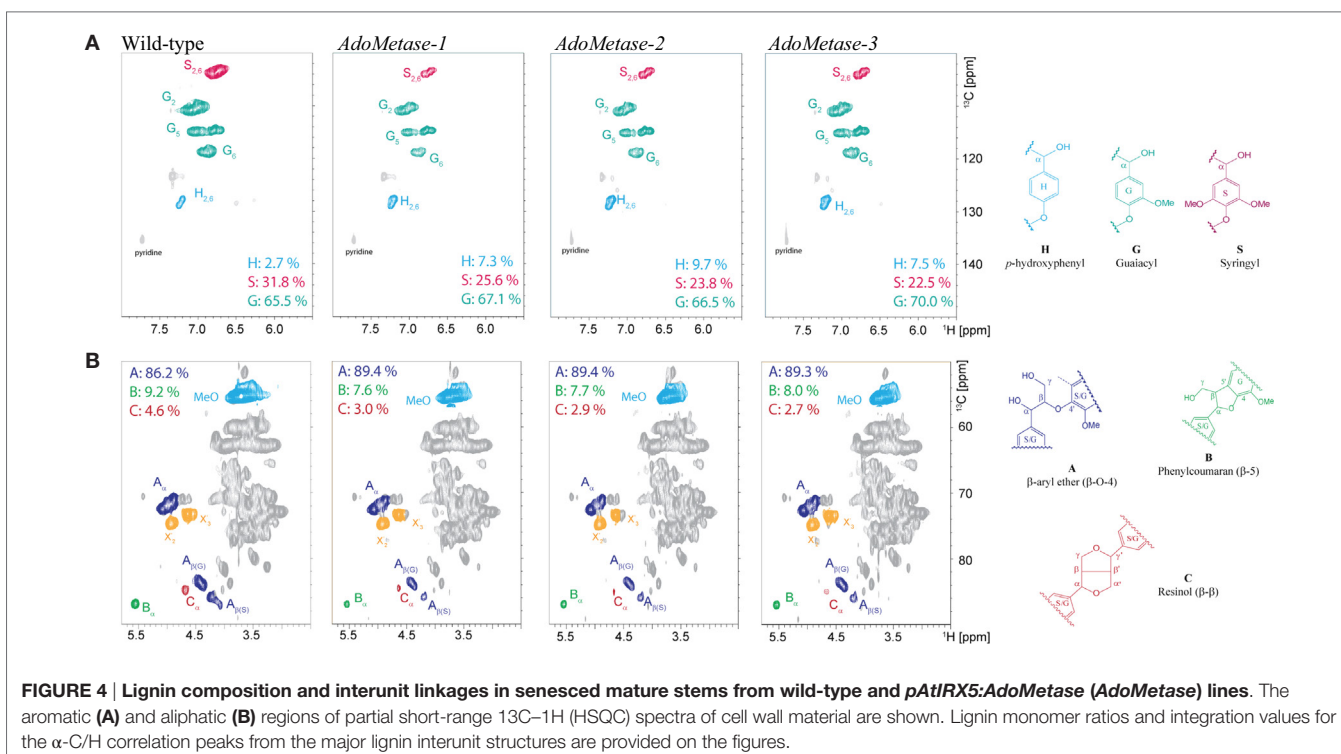 A
Wild-type
AdoMetase-1
AdoMetase-2
AdoMetase-3
S2,6
G2
G5
G6
H2,6
pyridine
H: 2.7 %
S: 31.8 %
G: 65.5 %
7.5 7.0 6.5 6.0
S2,6
G2
G5
G6
H2,6
pyridine
H: 7.3 %
S: 25.6 %
G: 67.1 %
7.5 7.0 6.5 6.0
S2,6
G2
G5
G6
H2,6
pyridine
H: 9.7 %
S: 23.8 %
G: 66.5 %
7.5 7.0 6.5 6.0
S2,6
G2
G5
G6
H2,6
pyridine
H: 7.5 %
S: 22.5 %
G: 70.0 %
7.5 7.0 6.5 6.0
1H [ppm]
13C [ppm]
120
130
140
α OH
H
O
H
p-hydroxyphenyl
α OH
G
OMe
O
G
Guaiacyl
α OH
S
MeO OMe
O
S
Syringyl
B
A: 86.2 %
B: 9.2 %
C: 4.6 %
MeO
Aα
X3
X2
Aβ(G)
Cα
Aβ(S)
Bα
5.5 4.5 3.5
A: 89.4 %
B: 7.6 %
C: 3.0 %
MeO
Aα
X3
X2
Aβ(G)
Cα
Aβ(S)
Bα
5.5 4.5 3.5
A: 89.4 %
B: 7.7 %
C: 2.9 %
MeO
Aα
X3
X2
Aβ(G)
Cα
Aβ(S)
Bα
5.5 4.5 3.5
A: 89.3 %
B: 8.0 %
C: 2.7 %
MeO
Aα
X3
X2
Aβ(G)
Cα
Aβ(S)
Bα
5.5 4.5 3.5
1H [ppm]
13C [ppm]
60
70
80
HO γ
HO β S/G
α O 4'
OMe
S/G
A
β-aryl ether (β-O-4)
γ 5' G
HO β 4'
α O OMe
S/G
B
Phenylcoumaran (β-5)
S/G
γ O γ'
β β'
α O α'
S/G
C
Resinol (β-β)
FIGURE 4 | Lignin composition and interunit linkages in senesced mature stems from wild-type and pAtIRX5:AdoMetase (AdoMetase) lines. The
aromatic (A) and aliphatic (B) regions of partial short-range 13C–1H (HSQC) spectra of cell wall material are shown. Lignin monomer ratios and integration values for
the α-C/H correlation peaks from the major lignin interunit structures are provided on the figures.